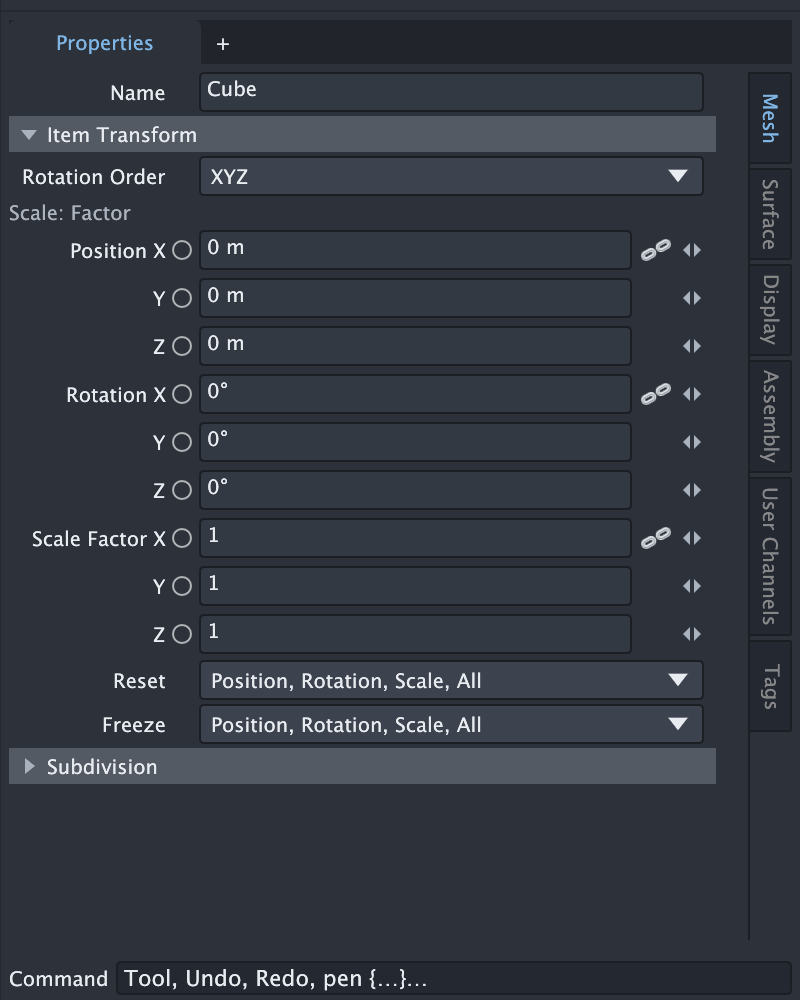 Properties +
Name Cube
Item Transform
Rotation Order XYZ
Scale: Factor
Position X 0 m
Y 0 m
Z 0 m
Rotation X 0°
Y 0°
Z 0°
Scale Factor X 1
Y 1
Z 1
Reset Position, Rotation, Scale, All
Freeze Position, Rotation, Scale, All
Subdivision
Mesh
Surface
Display
Assembly
User Channels
Tags
Command Tool, Undo, Redo, pen {...}...